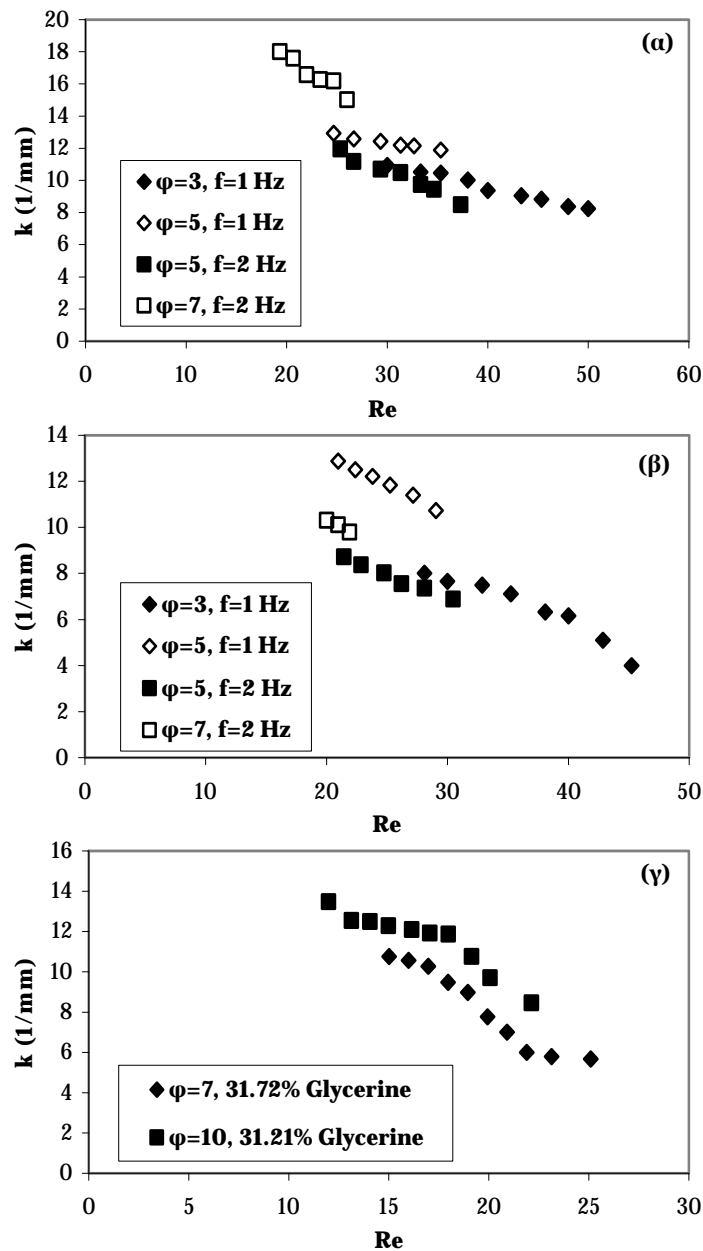 (α)
k (1/mm)
20
18
16
14
12
10
8
6
4
2
0
φ=3, f=1 Hz
φ=5, f=1 Hz
φ=5, f=2 Hz
φ=7, f=2 Hz
0 10 20 30 40 50 60
Re
(β)
k (1/mm)
14
12
10
8
6
4
2
0
φ=3, f=1 Hz
φ=5, f=1 Hz
φ=5, f=2 Hz
φ=7, f=2 Hz
0 10 20 30 40 50
Re
(γ)
k (1/mm)
16
14
12
10
8
6
4
2
0
φ=7, 31.72% Glycerine
φ=10, 31.21% Glycerine
0 5 10 15 20 25 30
Re